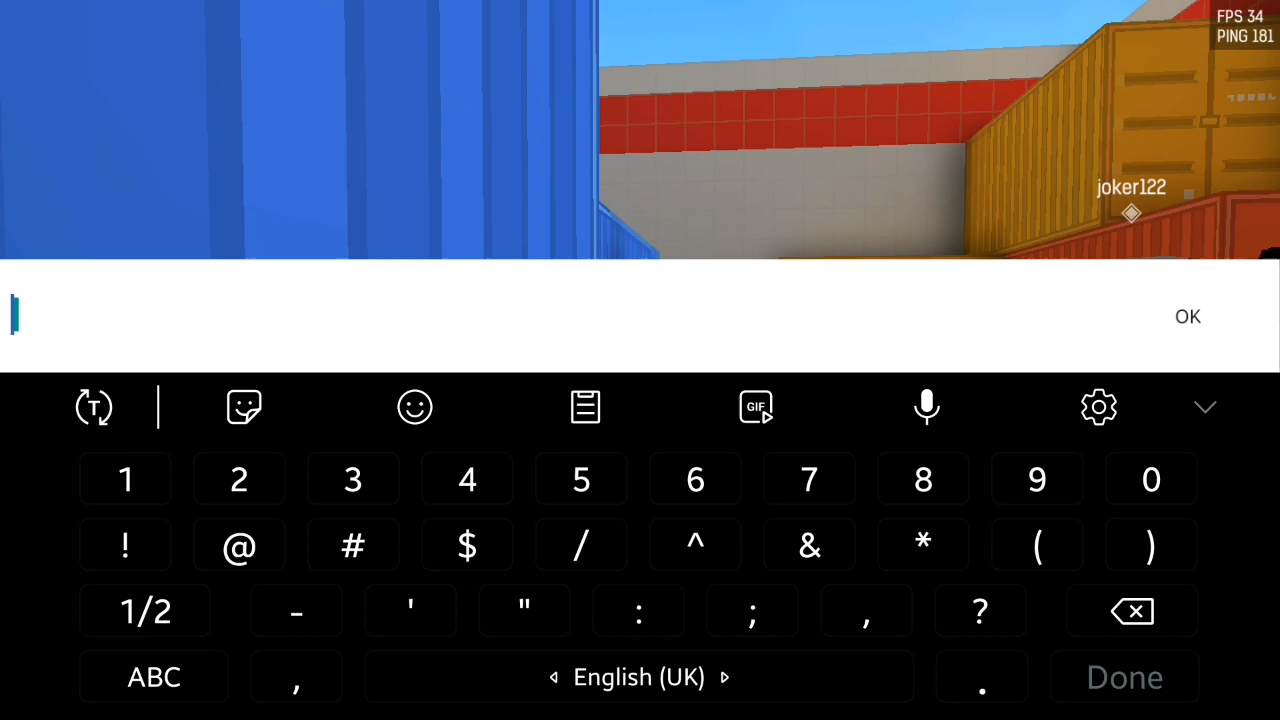 FPS 34
PING 181
joker122
OK
T
GIF
1 2 3 4 5 6 7 8 9 0
! @ # $ / ^ & * ( )
1/2 - ' " : ; , ?
ABC , English (UK) . Done